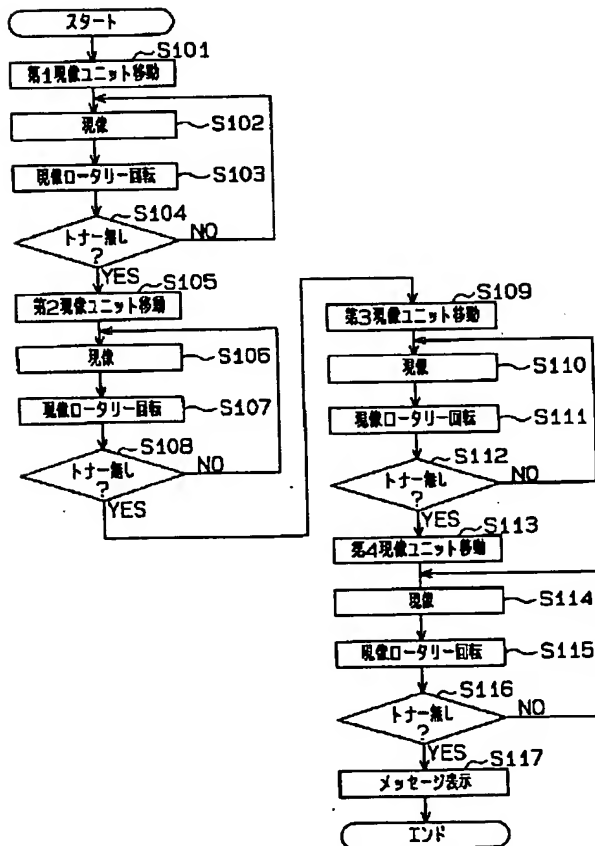 スタート
S101
第1現像ユニット移動
現像
S102
現像ロータリー回転
S103
S104
トナー無し
?
NO
YES
S105
第2現像ユニット移動
現像
S106
現像ロータリー回転
S107
S108
トナー無し
?
NO
YES
S109
第3現像ユニット移動
現像
S110
現像ロータリー回転
S111
S112
トナー無し
?
NO
YES
S113
第4現像ユニット移動
現像
S114
現像ロータリー回転
S115
S116
トナー無し
?
NO
YES
S117
メッセージ表示
エンド